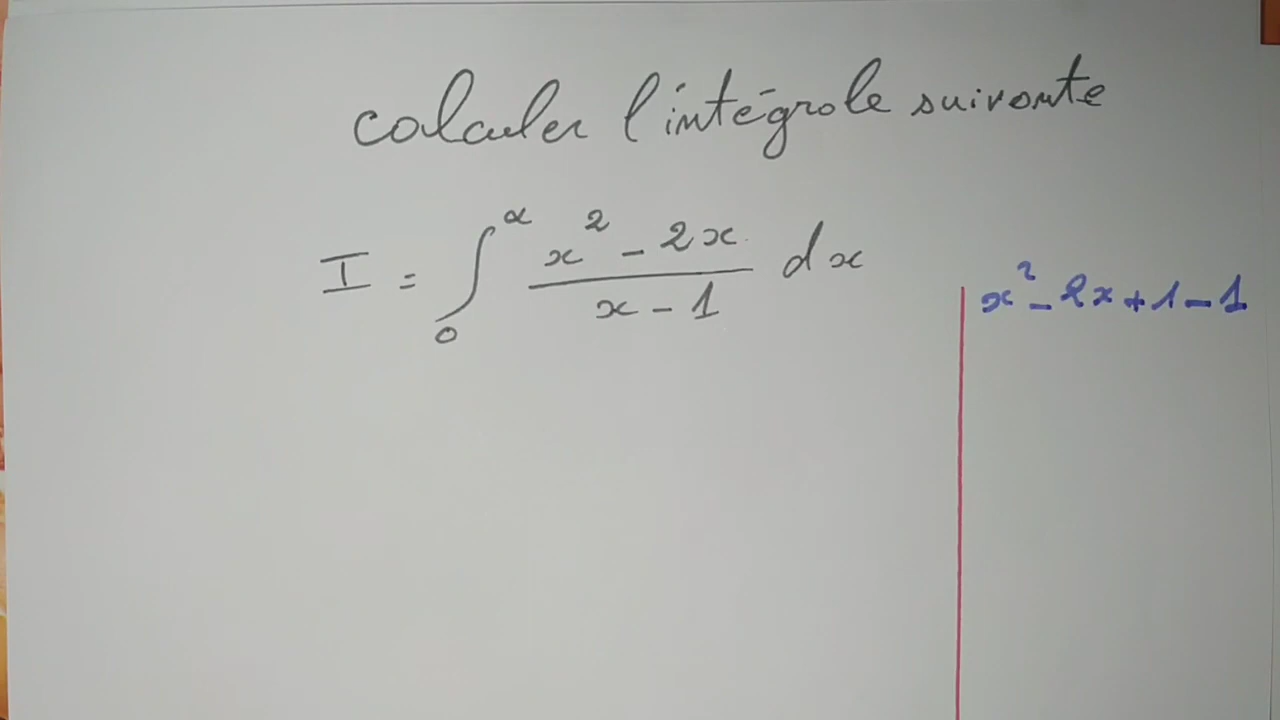 calculer l'intégrale suivante
I = ∫₀^α (x² - 2x)/(x - 1) dx
x² - 2x + 1 - 1